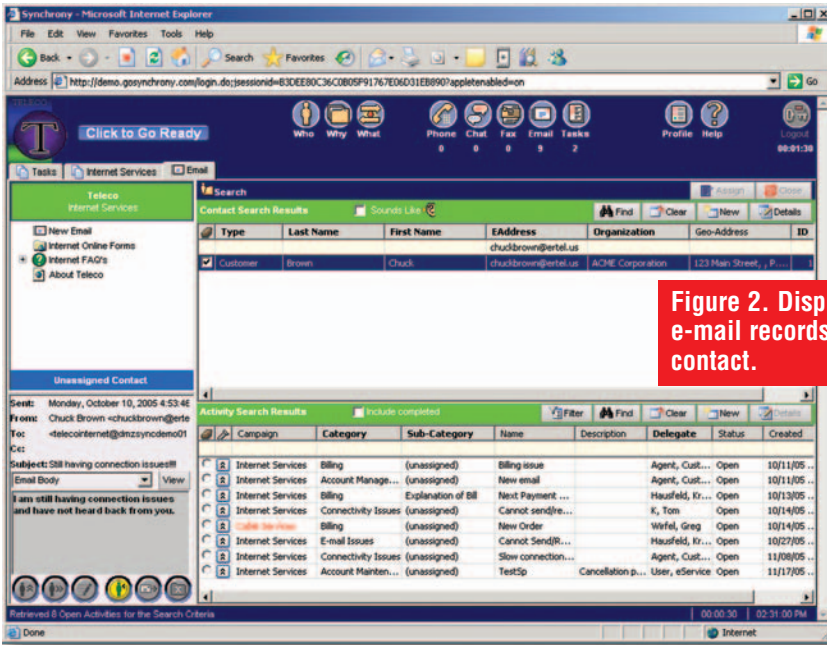 Synchrony - Microsoft Internet Explorer
File Edit View Favorites Tools Help
Back Search Favorites
Address http://demo.gosynchrony.com/login.do;jsessionid=B3DEE80C36C0B05F91767E06D31EB890?appletenabled=on Go
TELECO
T Click to Go Ready Who Why What Phone Chat Fax Email Tasks Profile Help Logout
0 0 0 9 2 00:01:30
Tasks Internet Services Email
Teleco
Internet Services
New Email
Internet Online Forms
Internet FAQ's
About Teleco
Search Assign Close
Contact Search Results Sounds Like Find Clear New Details
Type Last Name First Name EAddress Organization Geo-Address ID
chuckbrown@ertel.us
Customer Brown Chuck chuckbrown@ertel.us ACME Corporation 123 Main Street, , P.... 1
Figure 2. Disp
e-mail records
contact.
Unassigned Contact
Sent: Monday, October 10, 2005 4:53:46
From: Chuck Brown <chuckbrown@erte
To: <telecointernet@dmzsyncdemo01
Cc:
Subject: Still having connection issues!!!
Email Body View
I am still having connection issues
and have not heard back from you.
Activity Search Results Include completed Filter Find Clear New Details
Campaign Category Sub-Category Name Description Delegate Status Created
Internet Services Billing (unassigned) Billing issue Agent, Cust... Open 10/11/05 ..
Internet Services Account Manage... (unassigned) New email Agent, Cust... Open 10/11/05 ..
Internet Services Billing Explanation of Bill Next Payment ... Hausfeld, Kr... Open 10/13/05 ..
Internet Services Connectivity Issues (unassigned) Cannot send/re... K, Tom Open 10/14/05 ..
Services Billing (unassigned) New Order Wirfel, Greg Open 10/14/05 ..
Internet Services E-mail Issues (unassigned) Cannot Send/R... Hausfeld, Kr... Open 10/27/05 ..
Internet Services Connectivity Issues (unassigned) Slow connection... Agent, Cust... Open 11/08/05 ..
Internet Services Account Mainten... (unassigned) TestSp Cancellation p... User, eService Open 11/17/05 ..
Retrieved 8 Open Activities for the Search Criteria 00:00:30 02:31:00 PM
Done Internet